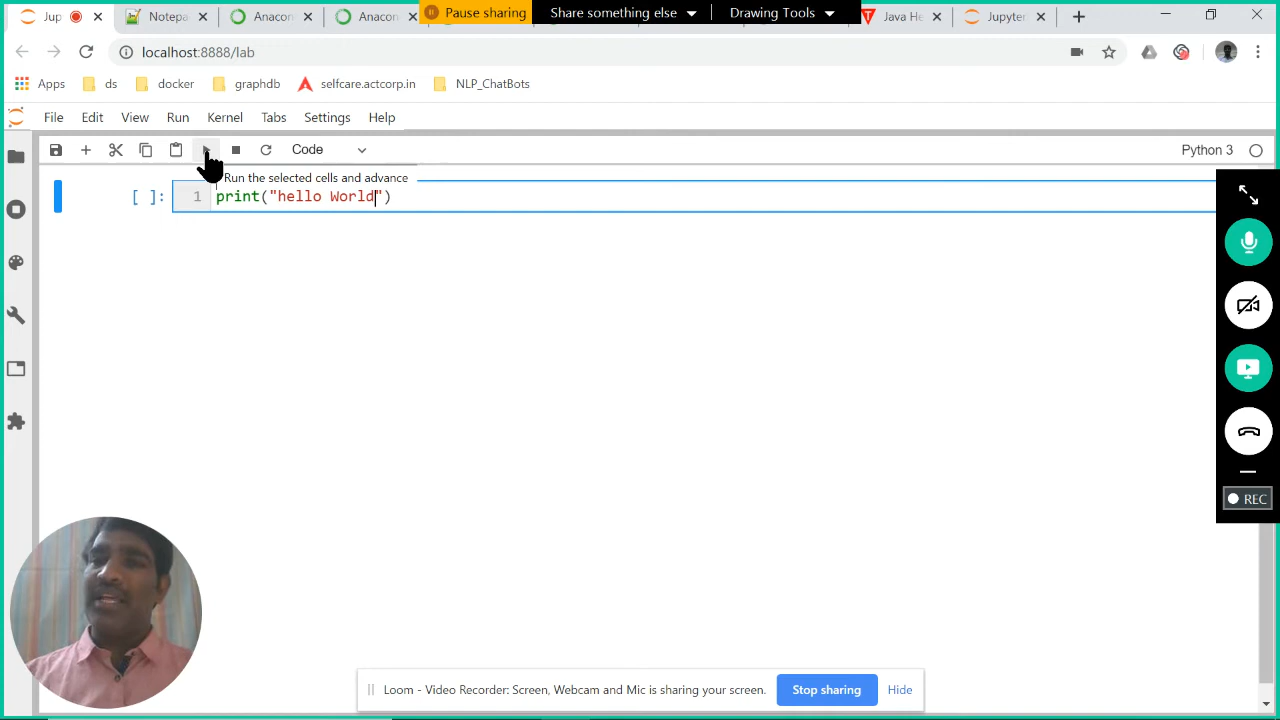 Jup
Notepa
Anacon
Anacon
Pause sharing
Share something else
Drawing Tools
Java He
Jupyter
localhost:8888/lab
Apps
ds
docker
graphdb
selfcare.actcorp.in
NLP_ChatBots
File Edit View Run Kernel Tabs Settings Help
Code
Python 3
Run the selected cells and advance
[ ]: 1 print("hello World")
REC
Loom - Video Recorder: Screen, Webcam and Mic is sharing your screen. Stop sharing Hide